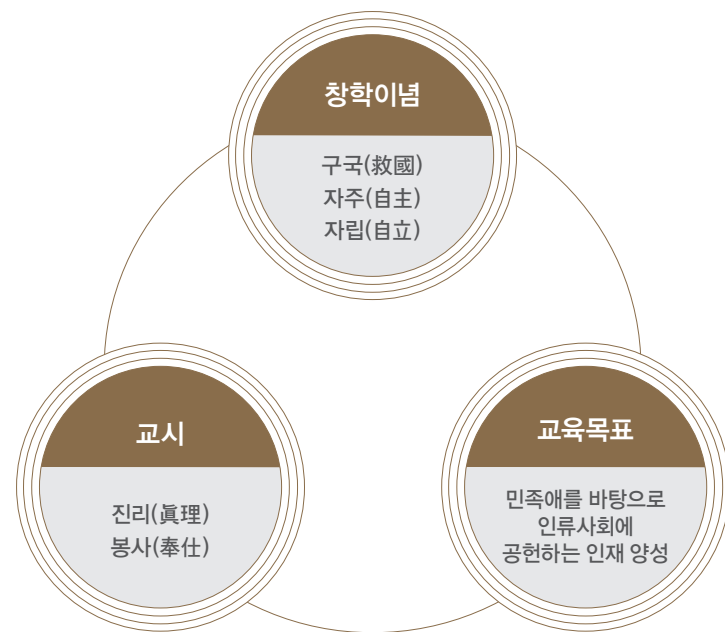 창학이념
구국(救國)
자주(自主)
자립(自立)
교시
진리(眞理)
봉사(奉仕)
교육목표
민족애를 바탕으로
인류사회에
공헌하는 인재 양성